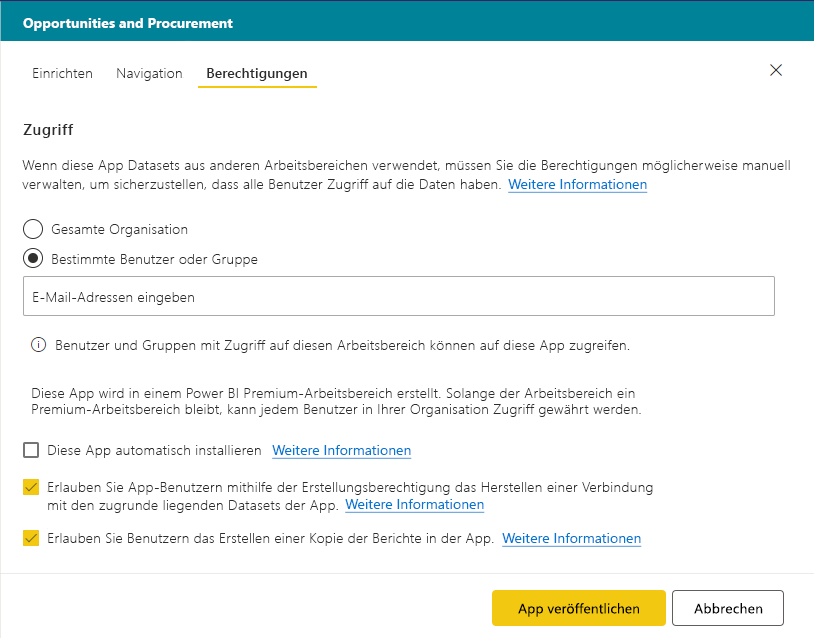 Opportunities and Procurement
Einrichten Navigation Berechtigungen
Zugriff
Wenn diese App Datasets aus anderen Arbeitsbereichen verwendet, müssen Sie die Berechtigungen möglicherweise manuell
verwalten, um sicherzustellen, dass alle Benutzer Zugriff auf die Daten haben. Weitere Informationen
Gesamte Organisation
Bestimmte Benutzer oder Gruppe
E-Mail-Adressen eingeben
Benutzer und Gruppen mit Zugriff auf diesen Arbeitsbereich können auf diese App zugreifen.
Diese App wird in einem Power BI Premium-Arbeitsbereich erstellt. Solange der Arbeitsbereich ein
Premium-Arbeitsbereich bleibt, kann jedem Benutzer in Ihrer Organisation Zugriff gewährt werden.
Diese App automatisch installieren Weitere Informationen
Erlauben Sie App-Benutzern mithilfe der Erstellungsberechtigung das Herstellen einer Verbindung
mit den zugrunde liegenden Datasets der App. Weitere Informationen
Erlauben Sie Benutzern das Erstellen einer Kopie der Berichte in der App. Weitere Informationen
App veröffentlichen Abbrechen